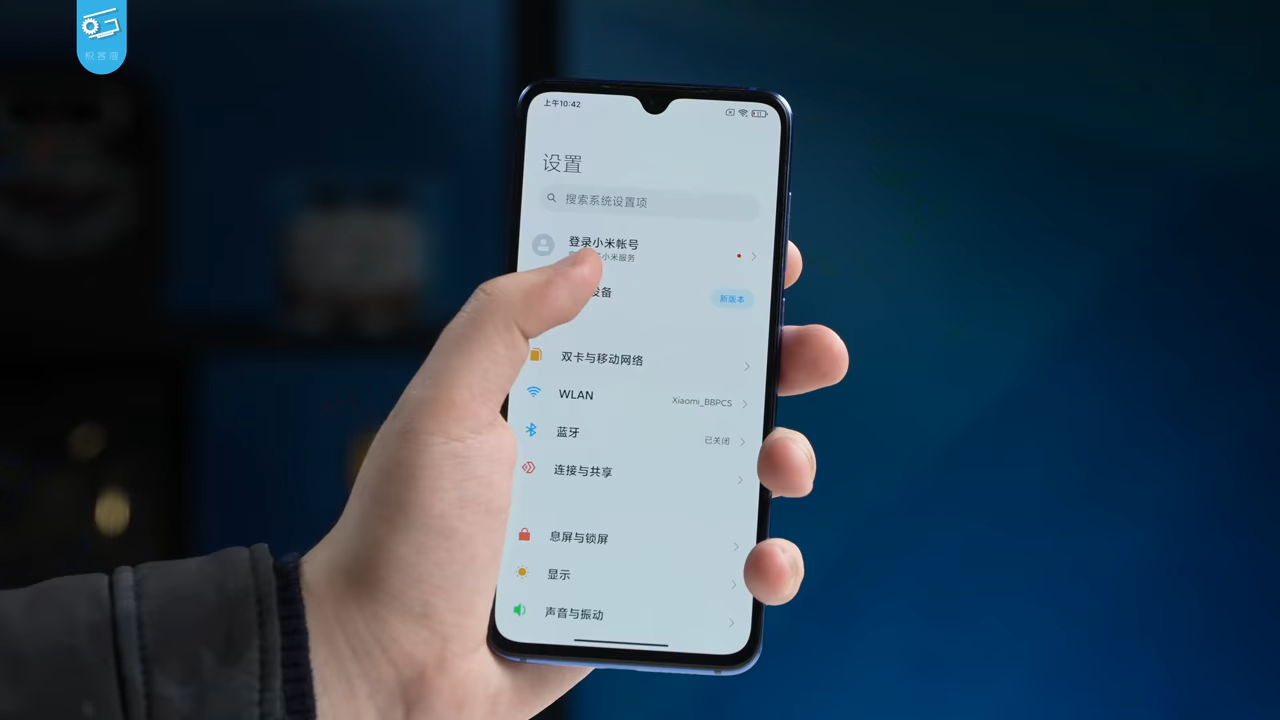 极客湾
上午10:42
设置
搜索系统设置项
登录小米帐号
小米服务
设备
新版本
双卡与移动网络
WLAN
Xiaomi_BBPCS
蓝牙
已关闭
连接与共享
息屏与锁屏
显示
声音与振动